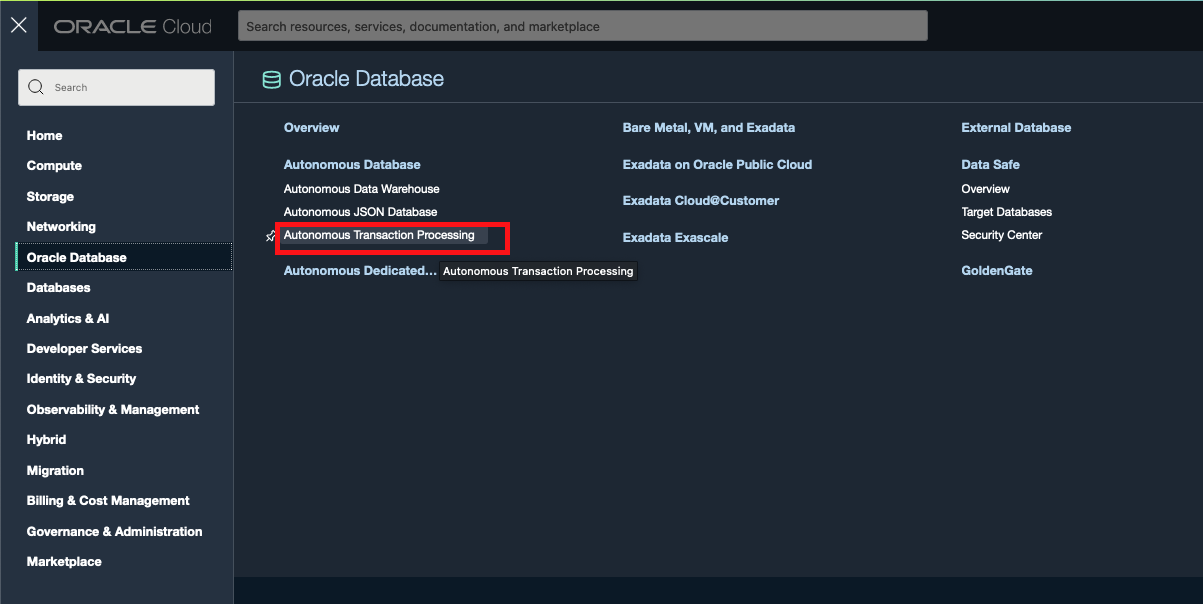 ORACLE Cloud
Search resources, services, documentation, and marketplace
Search
Home
Compute
Storage
Networking
Oracle Database
Databases
Analytics & AI
Developer Services
Identity & Security
Observability & Management
Hybrid
Migration
Billing & Cost Management
Governance & Administration
Marketplace
Oracle Database
Overview
Autonomous Database
Autonomous Data Warehouse
Autonomous JSON Database
Autonomous Transaction Processing
Autonomous Dedicated...
Autonomous Transaction Processing
Bare Metal, VM, and Exadata
Exadata on Oracle Public Cloud
Exadata Cloud@Customer
Exadata Exascale
External Database
Data Safe
Overview
Target Databases
Security Center
GoldenGate